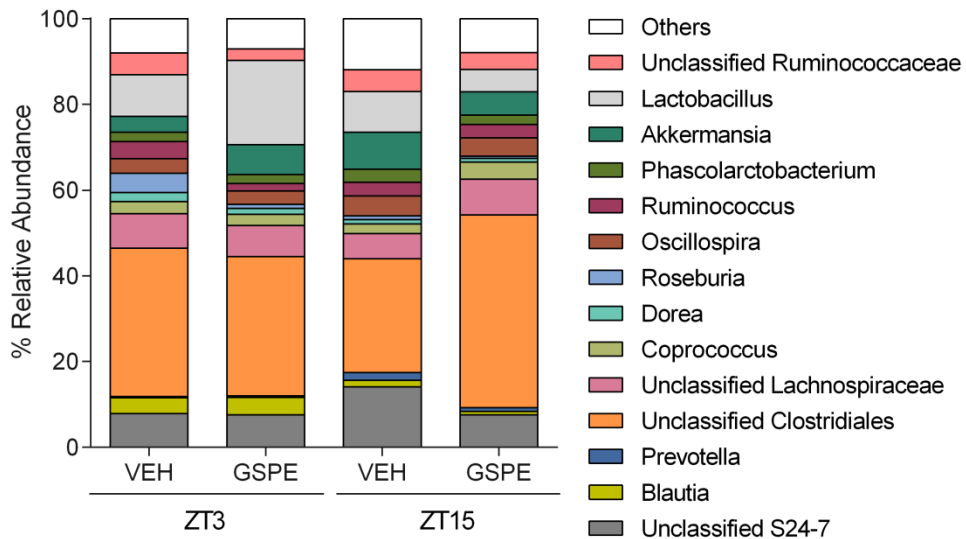 % Relative Abundance
100
80
60
40
20
0
VEH
GSPE
VEH
GSPE
ZT3
ZT15
Others
Unclassified Ruminococcaceae
Lactobacillus
Akkermansia
Phascolarctobacterium
Ruminococcus
Oscillospira
Roseburia
Dorea
Coprococcus
Unclassified Lachnospiraceae
Unclassified Clostridiales
Prevotella
Blautia
Unclassified S24-7